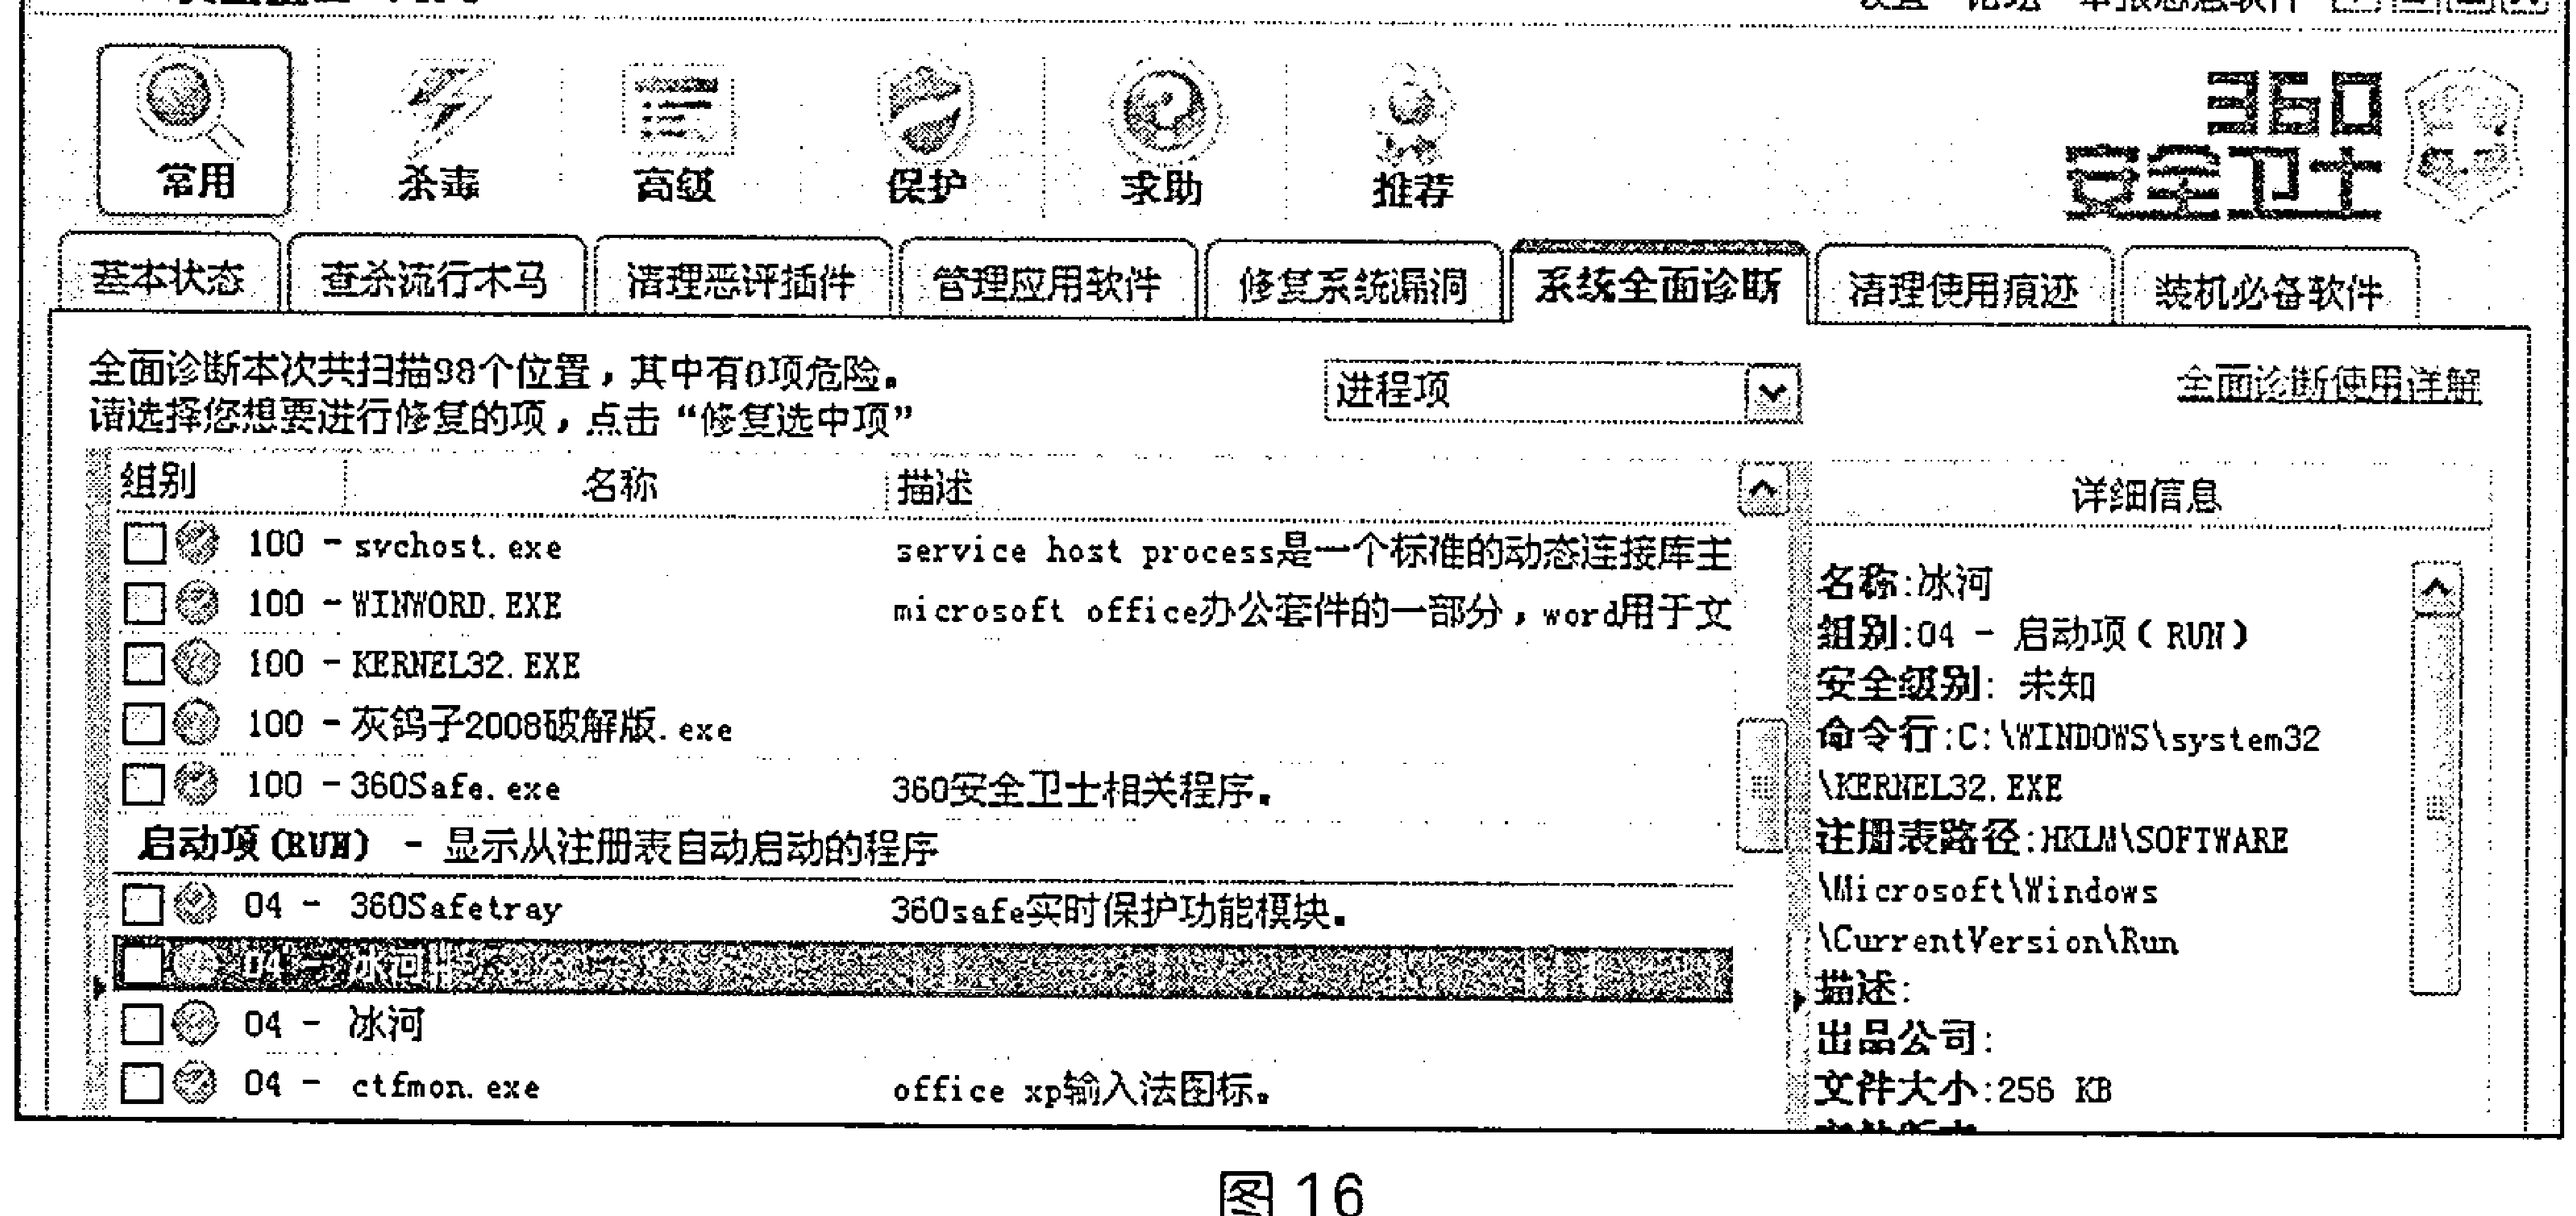 设置 论坛 举报恶意软件
常用
杀毒
高级
保护
求助
推荐
360
安全卫士
基本状态
查杀流行木马
清理恶评插件
管理应用软件
修复系统漏洞
系统全面诊断
清理使用痕迹
装机必备软件
全面诊断本次共扫描98个位置，其中有0项危险。
请选择您想要进行修复的项，点击“修复选中项”
进程项
全面诊断使用详解
组别 名称 描述
100 - svchost.exe service host process是一个标准的动态连接库主
100 - WINWORD.EXE microsoft office办公套件的一部分，word用于文
100 - KERNEL32.EXE
100 - 灰鸽子2008破解版.exe
100 - 360Safe.exe 360安全卫士相关程序。
启动项(RUN) - 显示从注册表自动启动的程序
04 - 360Safetray 360safe实时保护功能模块。
04 - 冰河
04 - 冰河
04 - ctfmon.exe office xp输入法图标。
详细信息
名称:冰河
组别:04 - 启动项(RUN)
安全级别: 未知
命令行:C:\WINDOWS\system32
\KERNEL32.EXE
注册表路径:HKLM\SOFTWARE
\Microsoft\Windows
\CurrentVersion\Run
描述:
出品公司:
文件大小:256 KB
图 16